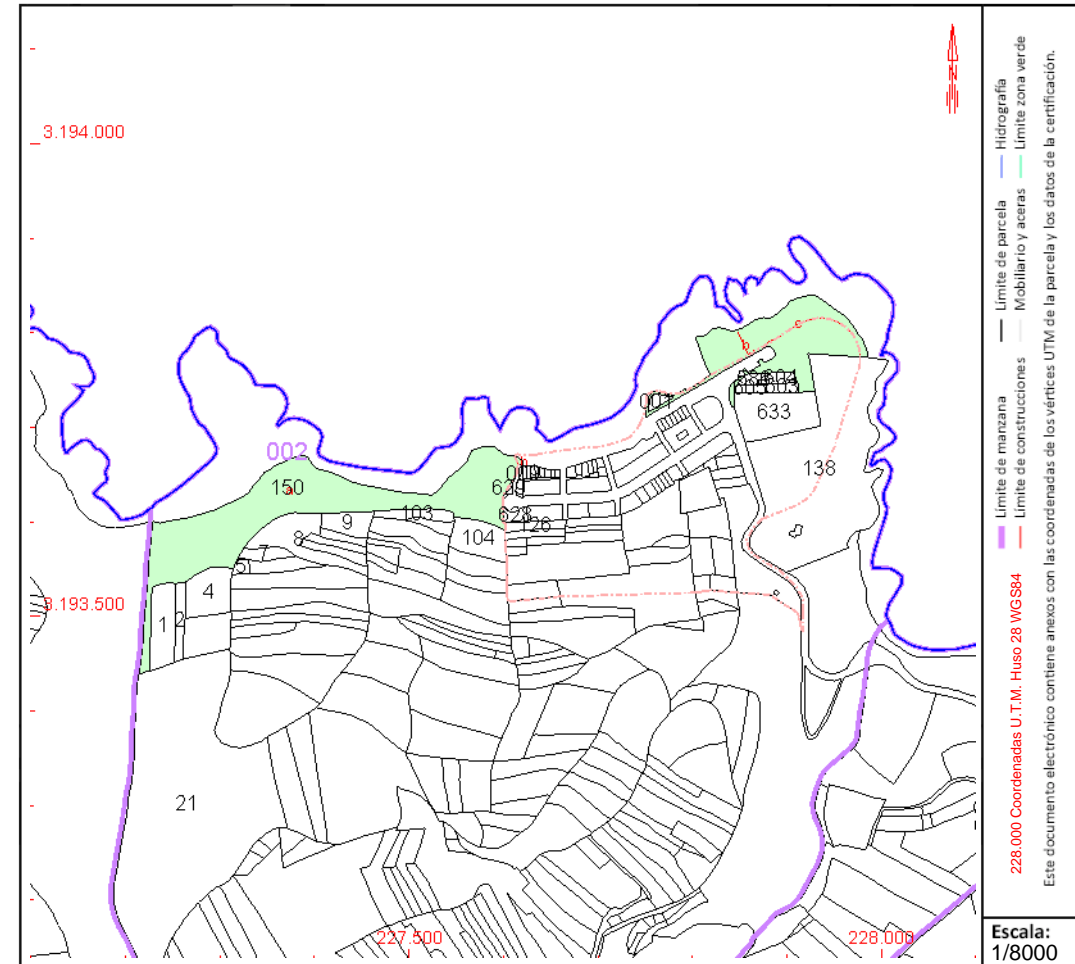 N
3.194.000
002
150
a
9
103
8
104
5
7
4
1
2
3.193.500
21
629
628
126
b
c
633
138
227.500
228.000
Hidrografía
Límite zona verde
Límite de parcela
Mobiliario y aceras
Límite de manzana
Límite de construcciones
228.000 Coordenadas U.T.M. Huso 28 WGS84
Este documento electrónico contiene anexos con las coordenadas de los vértices UTM de la parcela y los datos de la certificación.
Escala:
1/8000